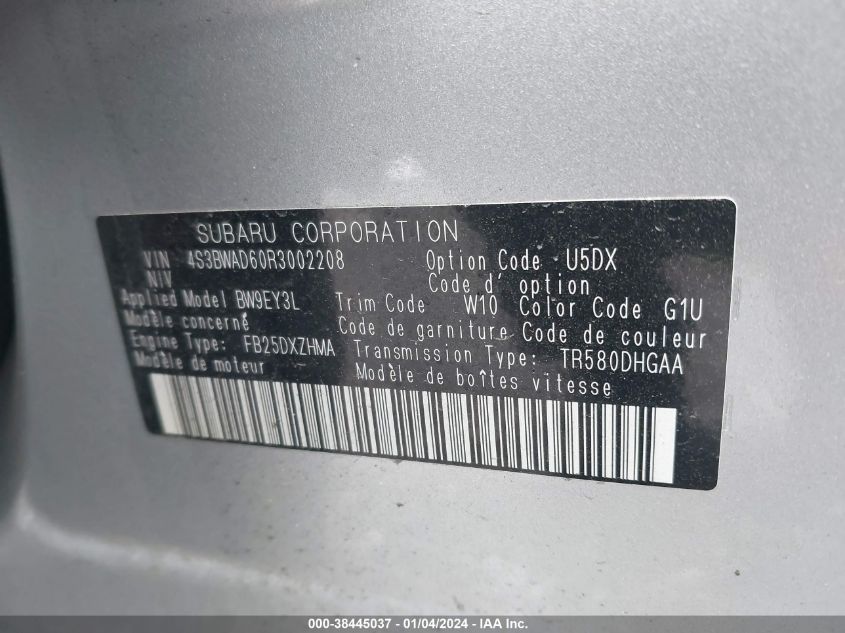 SUBARU CORPORATION
VIN 4S3BWAD60R3002208 Option Code U5DX
NIV Code d' option
Applied Model BW9EY3L Trim Code W10 Color Code G1U
Modèle concerné Code de garniture Code de couleur
Engine Type: FB25DXZHMA Transmission Type: TR580DHGAA
Modèle de moteur Modèle de boîtes vitesse
000-38445037 - 01/04/2024 - IAA Inc.